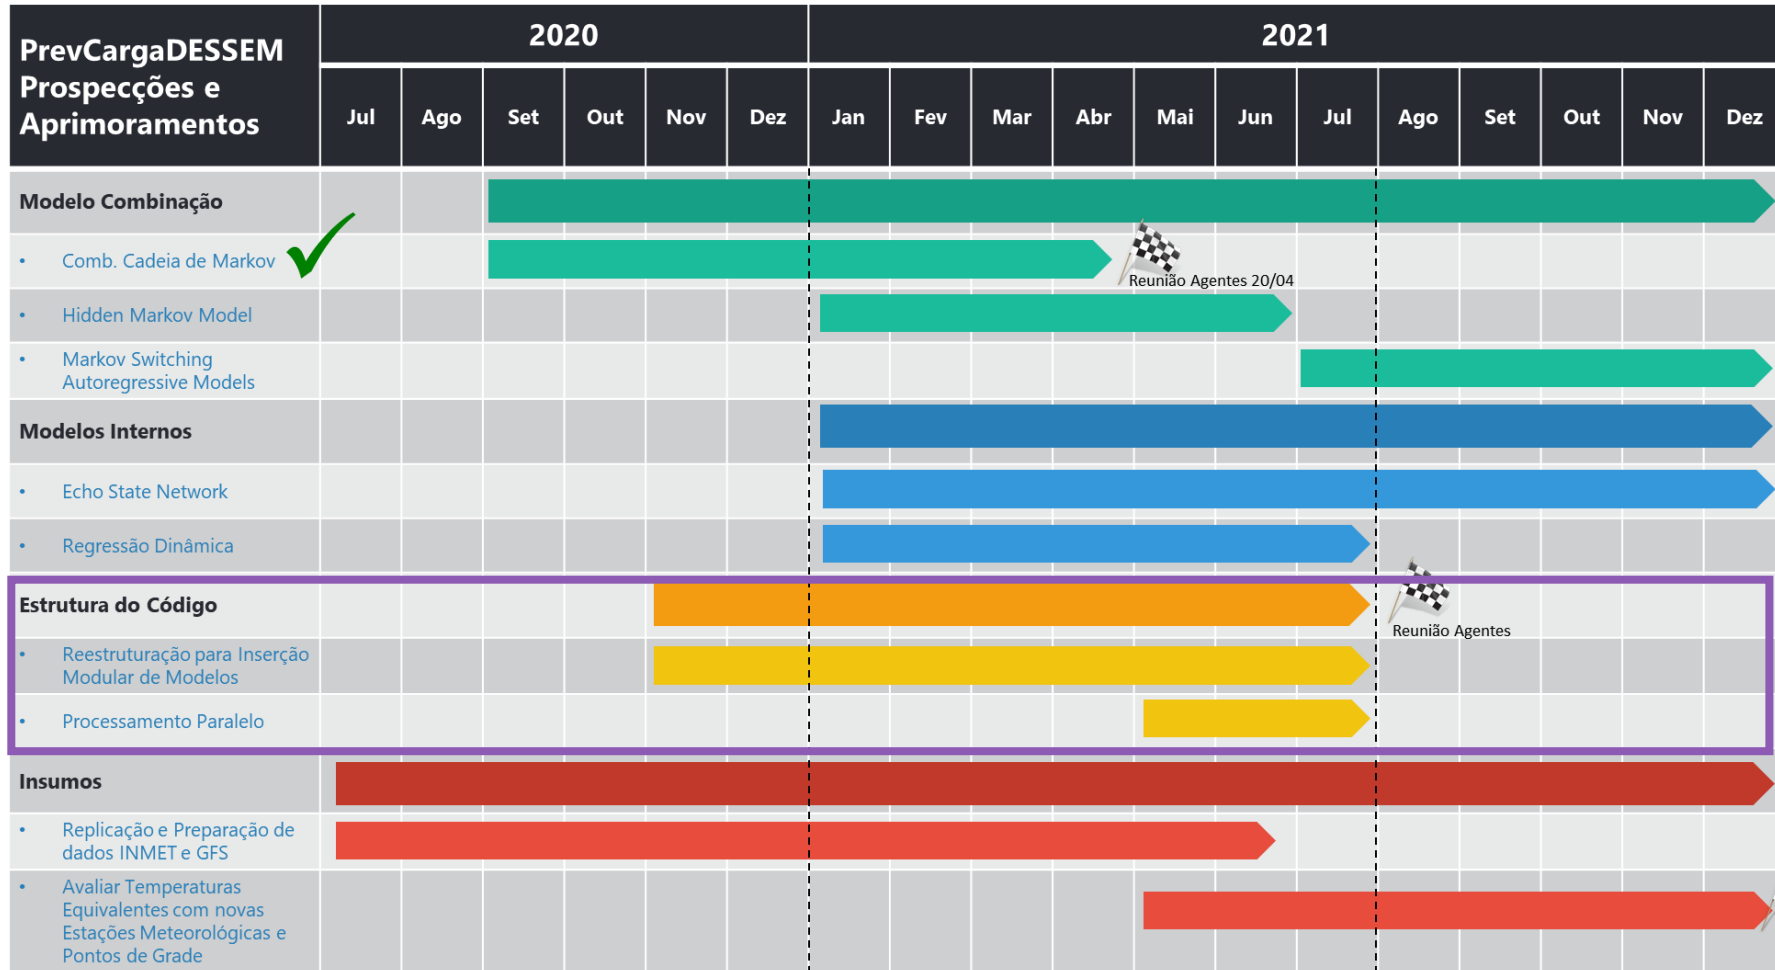 PrevCargaDESSEM
Prospecções e
Aprimoramentos
2020
2021
Jul
Ago
Set
Out
Nov
Dez
Jan
Fev
Mar
Abr
Mai
Jun
Jul
Ago
Set
Out
Nov
Dez
Modelo Combinação
• Comb. Cadeia de Markov
Reunião Agentes 20/04
• Hidden Markov Model
• Markov Switching
Autoregressive Models
Modelos Internos
• Echo State Network
• Regressão Dinâmica
Estrutura do Código
Reunião Agentes
• Reestruturação para Inserção
Modular de Modelos
• Processamento Paralelo
Insumos
• Replicação e Preparação de
dados INMET e GFS
• Avaliar Temperaturas
Equivalentes com novas
Estações Meteorológicas e
Pontos de Grade